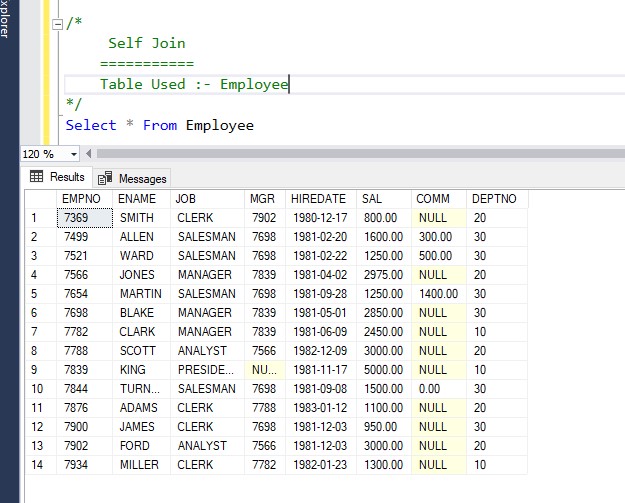 xplorer
/*
Self Join
===========
Table Used :- Employee
*/
Select * From Employee
120 %
Results Messages
EMPNO ENAME JOB MGR HIREDATE SAL COMM DEPTNO
1 7369 SMITH CLERK 7902 1980-12-17 800.00 NULL 20
2 7499 ALLEN SALESMAN 7698 1981-02-20 1600.00 300.00 30
3 7521 WARD SALESMAN 7698 1981-02-22 1250.00 500.00 30
4 7566 JONES MANAGER 7839 1981-04-02 2975.00 NULL 20
5 7654 MARTIN SALESMAN 7698 1981-09-28 1250.00 1400.00 30
6 7698 BLAKE MANAGER 7839 1981-05-01 2850.00 NULL 30
7 7782 CLARK MANAGER 7839 1981-06-09 2450.00 NULL 10
8 7788 SCOTT ANALYST 7566 1982-12-09 3000.00 NULL 20
9 7839 KING PRESIDE... NU... 1981-11-17 5000.00 NULL 10
10 7844 TURN... SALESMAN 7698 1981-09-08 1500.00 0.00 30
11 7876 ADAMS CLERK 7788 1983-01-12 1100.00 NULL 20
12 7900 JAMES CLERK 7698 1981-12-03 950.00 NULL 30
13 7902 FORD ANALYST 7566 1981-12-03 3000.00 NULL 20
14 7934 MILLER CLERK 7782 1982-01-23 1300.00 NULL 10